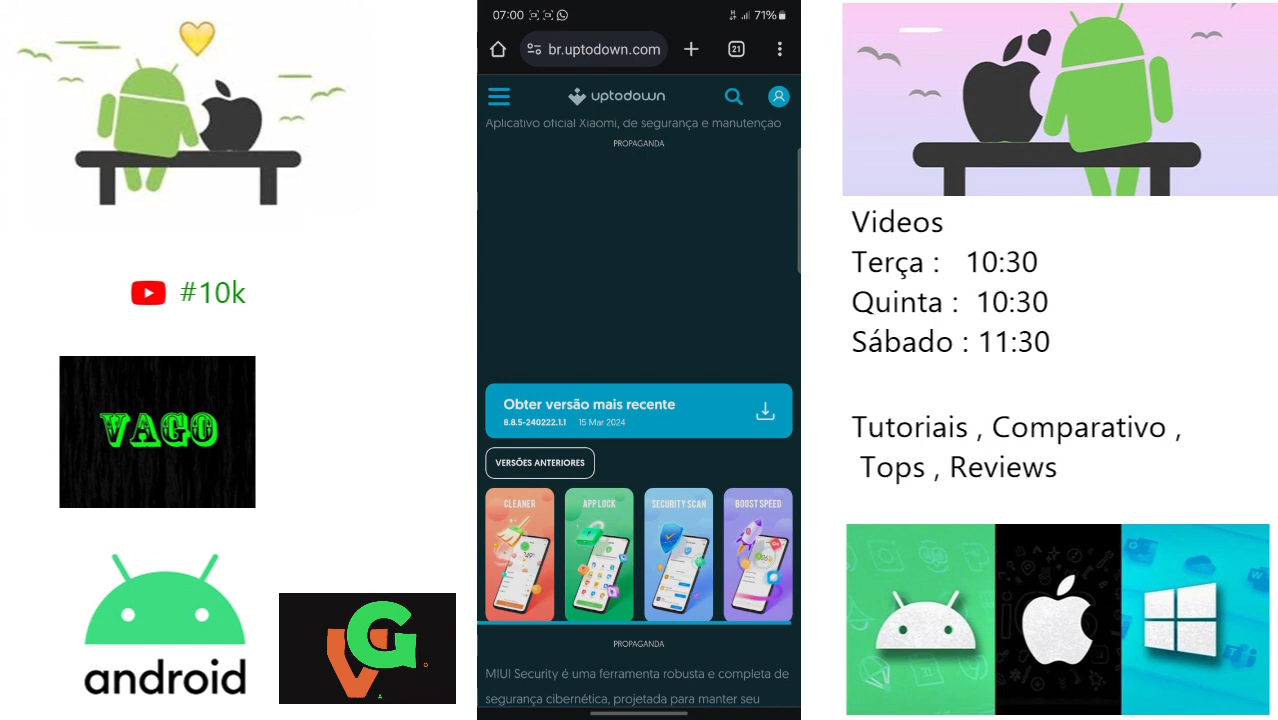 #10k
VAGO
android
VG
07:00
71%
br.uptodown.com
21
uptodown
Aplicativo oficial Xiaomi, de segurança e manutenção
PROPAGANDA
Obter versão mais recente
8.8.5-240222.1.1 15 Mar 2024
VERSÕES ANTERIORES
CLEANER
APP LOCK
SECURITY SCAN
BOOST SPEED
PROPAGANDA
MIUI Security é uma ferramenta robusta e completa de
segurança cibernética, projetada para manter seu
Videos
Terça : 10:30
Quinta : 10:30
Sábado : 11:30
Tutoriais , Comparativo ,
Tops , Reviews